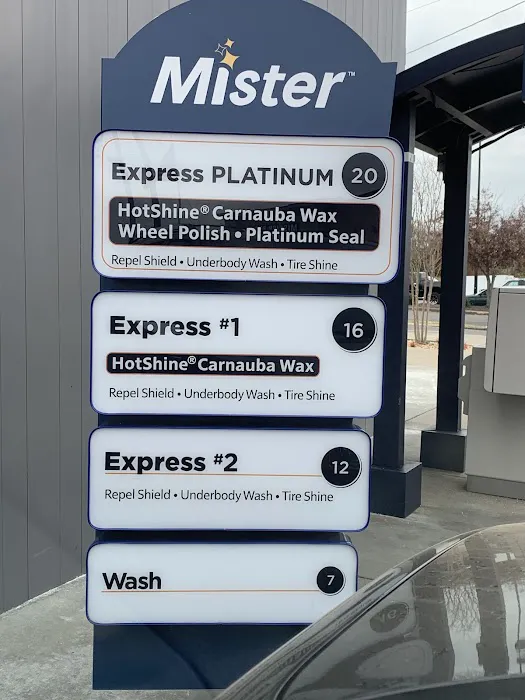 Mister™
Express PLATINUM 20
HotShine® Carnauba Wax
Wheel Polish • Platinum Seal
Repel Shield • Underbody Wash • Tire Shine
Express #1 16
HotShine® Carnauba Wax
Repel Shield • Underbody Wash • Tire Shine
Express #2 12
Repel Shield • Underbody Wash • Tire Shine
Wash 7